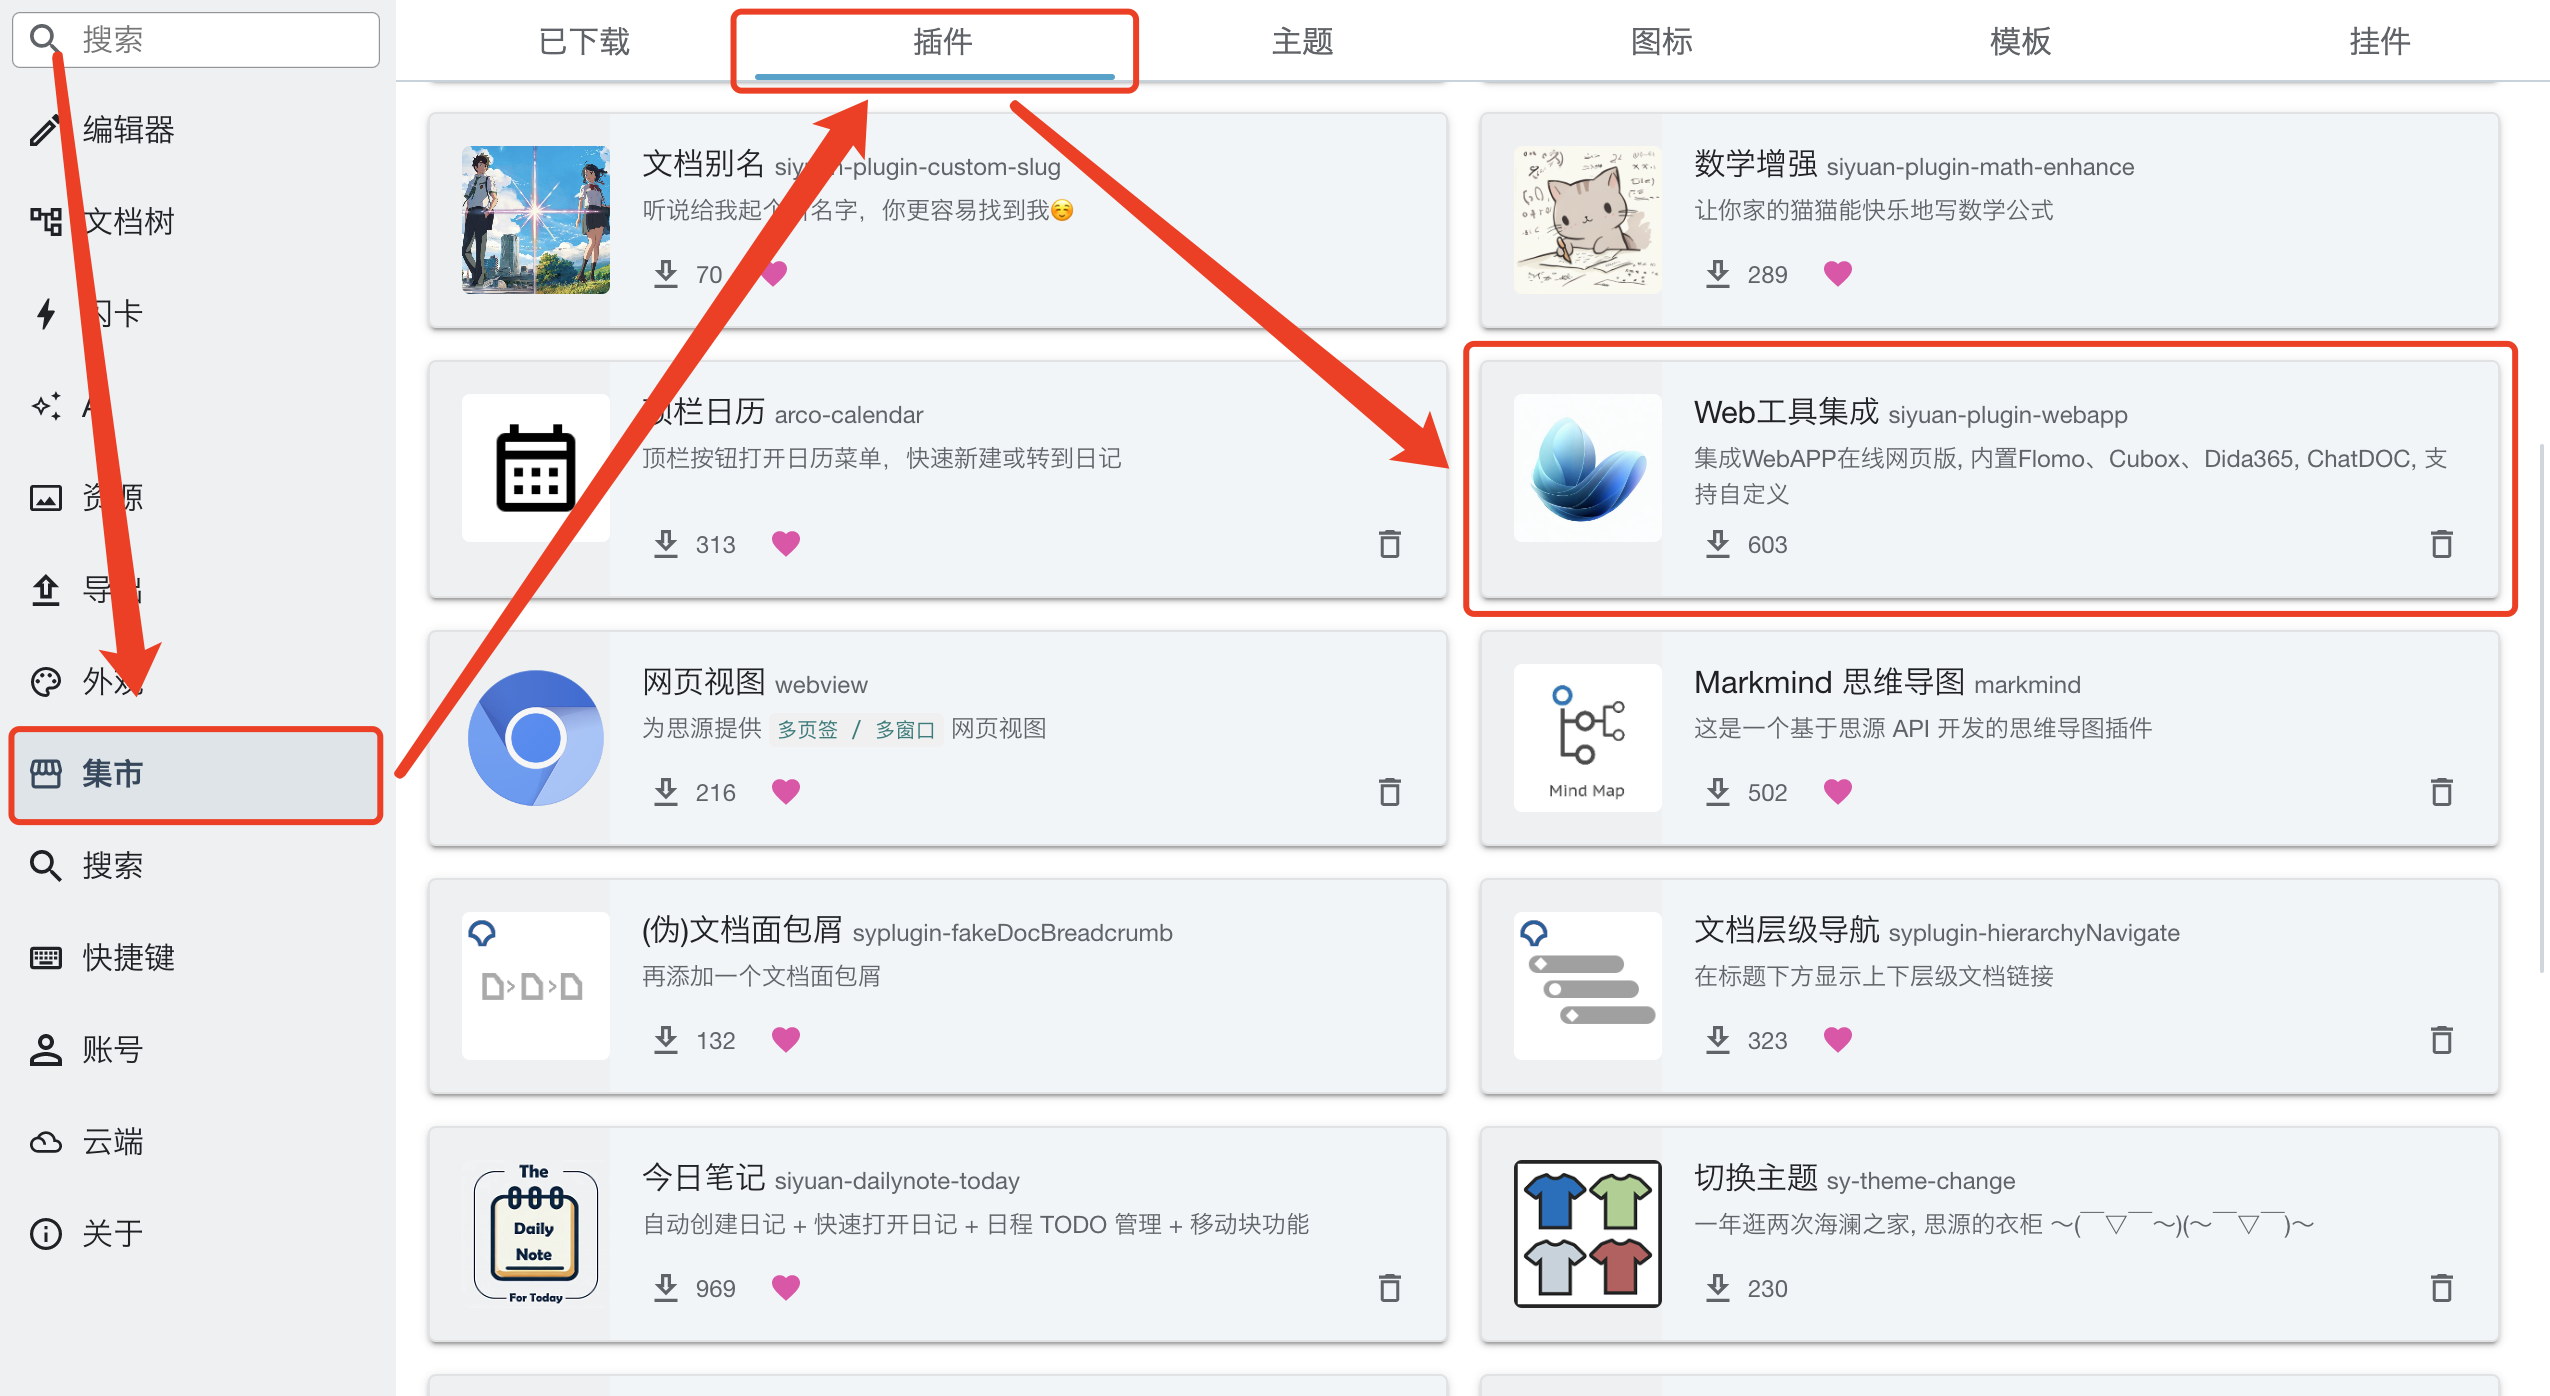 搜索
编辑器
文档树
卡
资源
导出
外观
集市
搜索
快捷键
账号
云端
关于
已下载
插件
主题
图标
模板
挂件
文档别名 siyuan-plugin-custom-slug
听说给我起个 名字，你更容易找到我☺️
70
数学增强 siyuan-plugin-math-enhance
让你家的猫猫能快乐地写数学公式
289
顶栏日历 arco-calendar
顶栏按钮打开日历菜单，快速新建或转到日记
313
Web工具集成 siyuan-plugin-webapp
集成WebAPP在线网页版, 内置Flomo、Cubox、Dida365, ChatDOC, 支
持自定义
603
网页视图 webview
为思源提供 多页签 / 多窗口 网页视图
216
Mind Map
Markmind 思维导图 markmind
这是一个基于思源 API 开发的思维导图插件
502
(伪)文档面包屑 syplugin-fakeDocBreadcrumb
再添加一个文档面包屑
132
文档层级导航 syplugin-hierarchyNavigate
在标题下方显示上下层级文档链接
323
The
Daily
Note
For Today
今日笔记 siyuan-dailynote-today
自动创建日记 + 快速打开日记 + 日程 TODO 管理 + 移动块功能
969
切换主题 sy-theme-change
一年逛两次海澜之家, 思源的衣柜 ～(￣▽￣～)(～￣▽￣)～
230